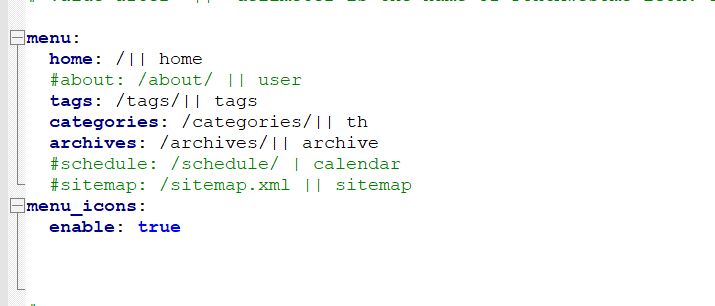 menu:
home: /|| home
#about: /about/ || user
tags: /tags/|| tags
categories: /categories/|| th
archives: /archives/|| archive
#schedule: /schedule/ | calendar
#sitemap: /sitemap.xml || sitemap
menu_icons:
enable: true